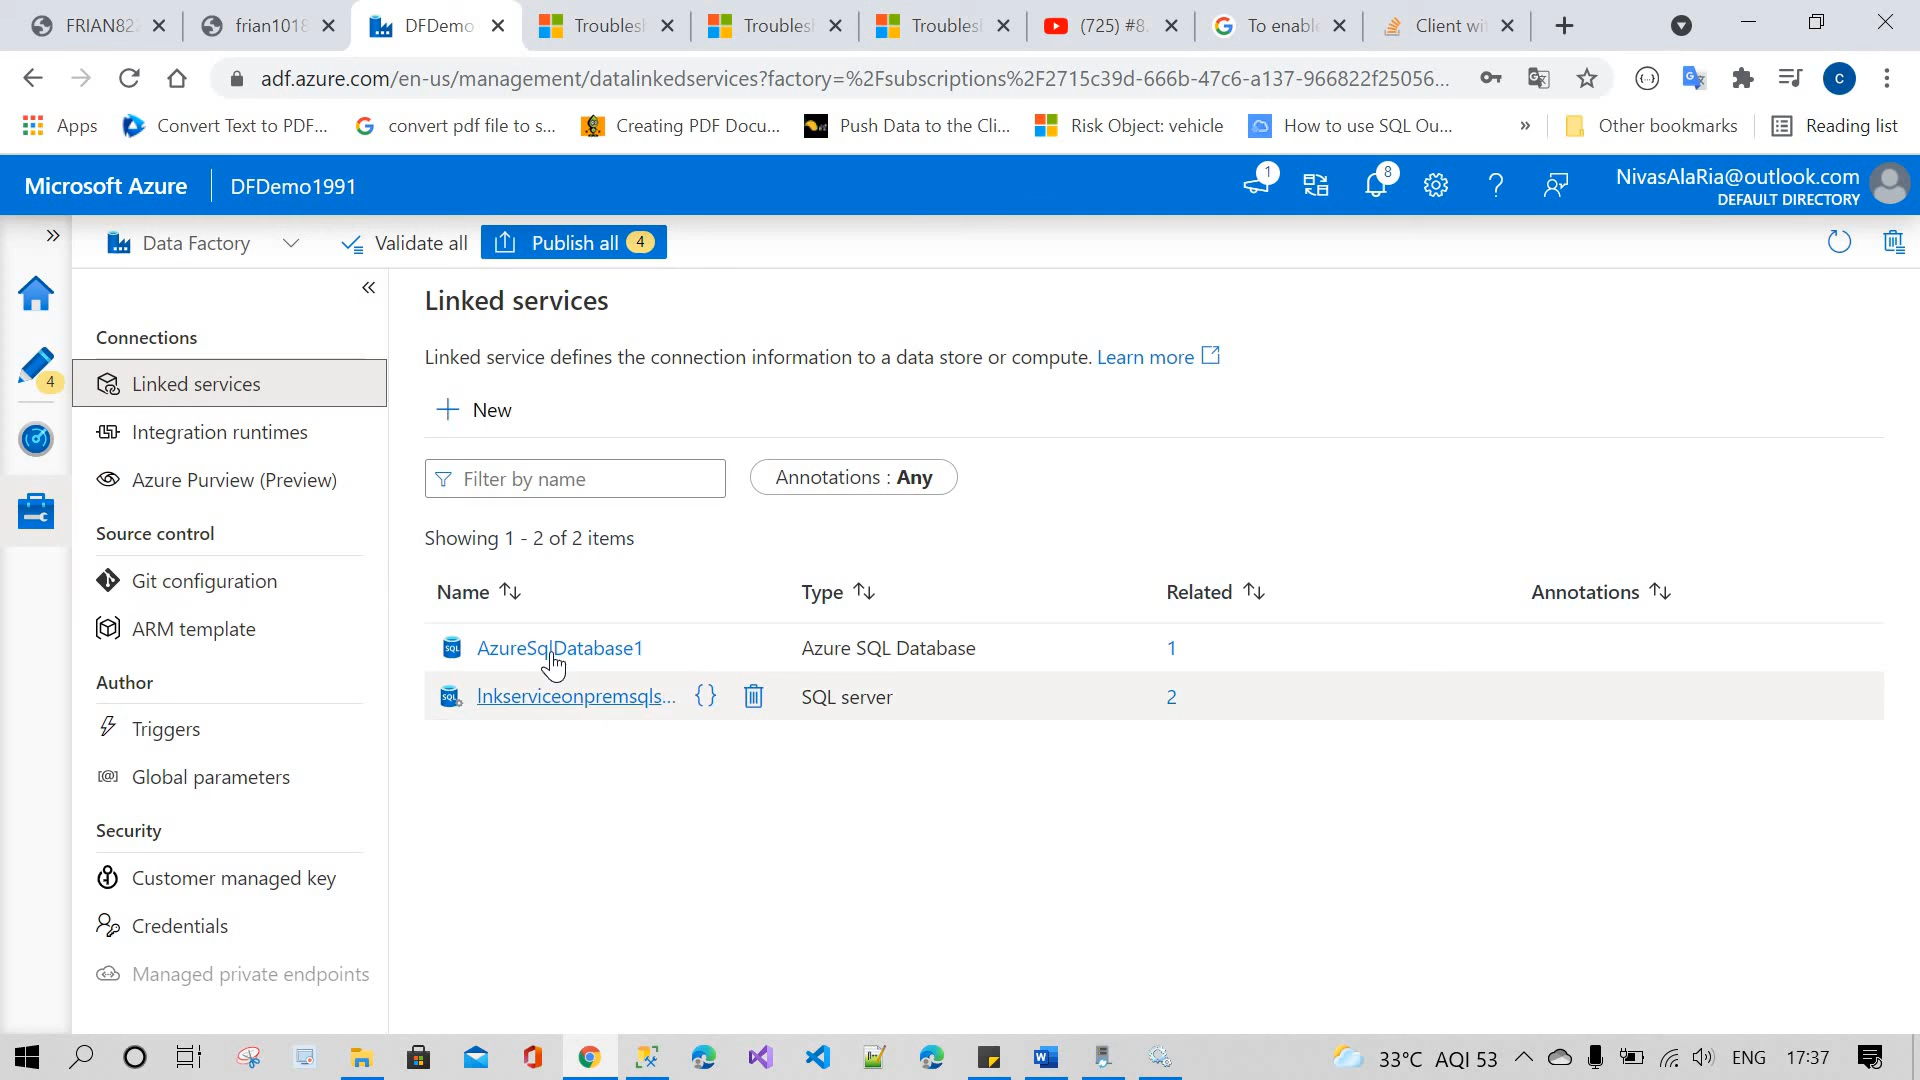 FRIAN822
frian1018
DFDemo
Troubles
Troubles
Troubles
(725) #8
To enabl
Client wi
adf.azure.com/en-us/management/datalinkedservices?factory=%2Fsubscriptions%2F2715c39d-666b-47c6-a137-966822f25056...
C
Apps
Convert Text to PDF...
convert pdf file to s...
Creating PDF Docu...
Push Data to the Cli...
Risk Object: vehicle
How to use SQL Ou...
»
Other bookmarks
Reading list
Microsoft Azure
DFDemo1991
1
8
NivasAlaRia@outlook.com
DEFAULT DIRECTORY
Data Factory
Validate all
Publish all 4
4
Connections
Linked services
Integration runtimes
Azure Purview (Preview)
Source control
Git configuration
ARM template
Author
Triggers
Global parameters
Security
Customer managed key
Credentials
Managed private endpoints
Linked services
Linked service defines the connection information to a data store or compute. Learn more
New
Filter by name
Annotations : Any
Showing 1 - 2 of 2 items
Name Type Related Annotations
AzureSqlDatabase1 Azure SQL Database 1
lnkserviceonpremsqls... {} SQL server 2
33°C AQI 53
ENG
17:37